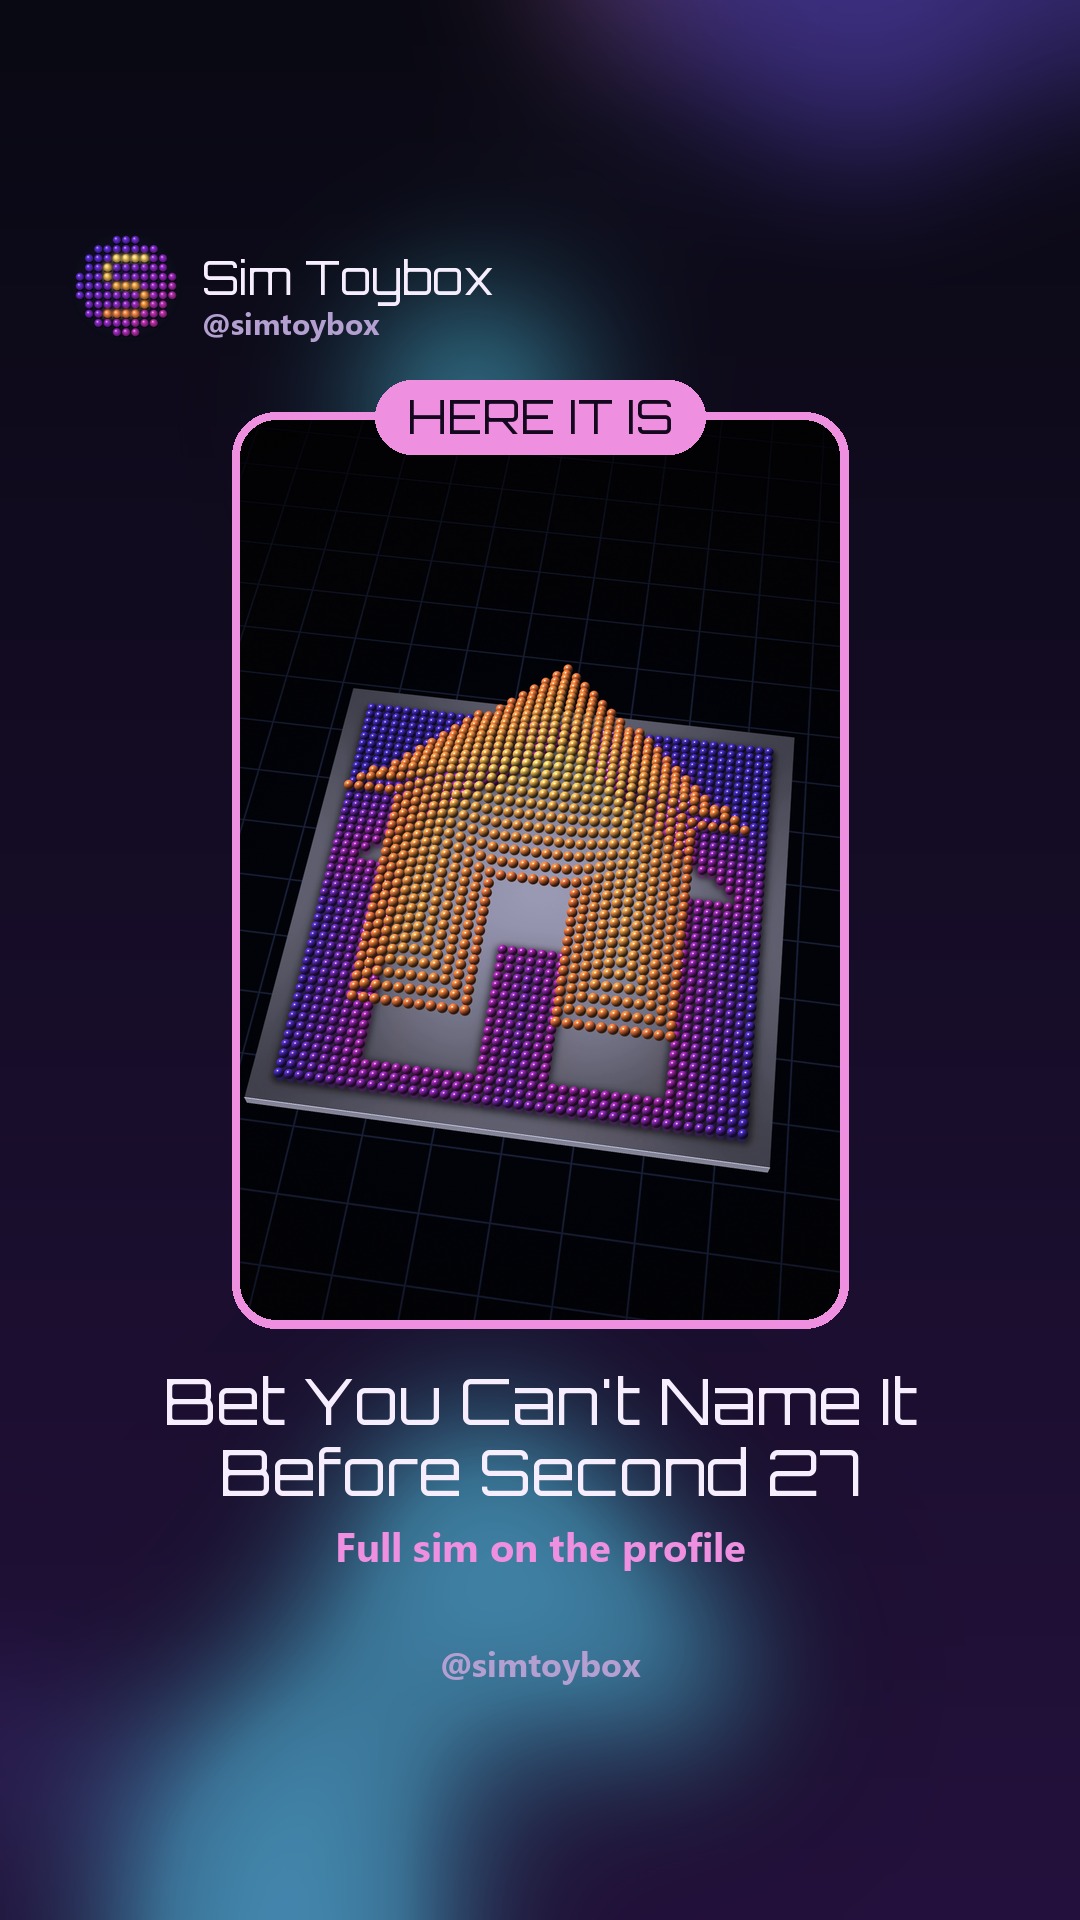 Sim Toybox
@simtoybox
HERE IT IS
Bet You Can't Name It
Before Second 27
Full sim on the profile
@simtoybox